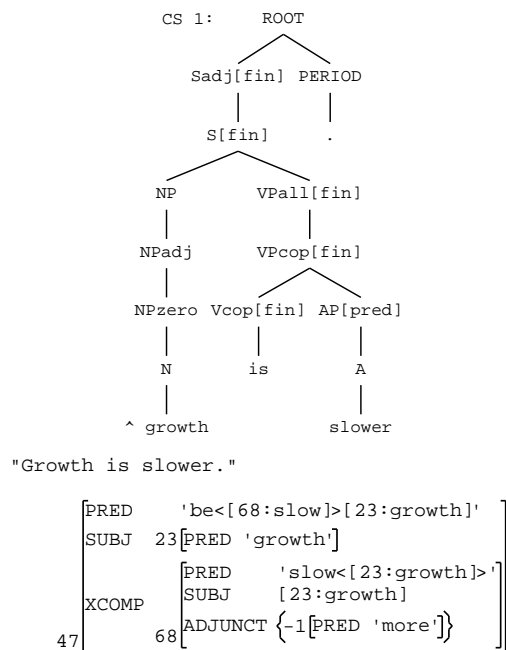 CS 1: ROOT
Sadj[fin] PERIOD
S[fin] .
NP VPall[fin]
NPadj VPcop[fin]
NPzero Vcop[fin] AP[pred]
N is A
^ growth slower
"Growth is slower."
PRED 'be<[68:slow]>[23:growth]'
SUBJ 23[PRED 'growth']
PRED 'slow<[23:growth]>'
SUBJ [23:growth]
XCOMP
ADJUNCT {-1[PRED 'more']}
47 68